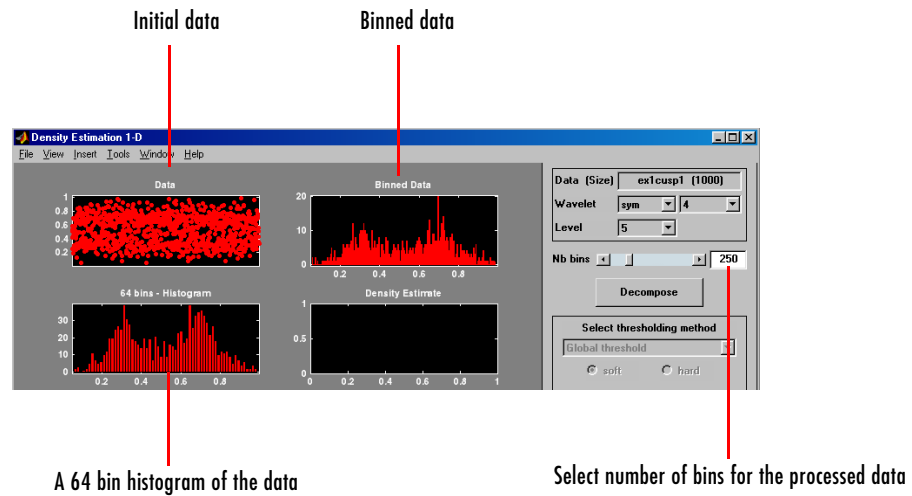 Initial data
Binned data
Density Estimation 1-D
File View Insert Tools Window Help
Data
1
0.8
0.6
0.4
0.2
Binned Data
20
10
0
0.2 0.4 0.6 0.8
64 bins - Histogram
30
20
10
0
0.2 0.4 0.6 0.8
Density Estimate
1
0.5
0
0 0.2 0.4 0.6 0.8 1
Data (Size) ex1cusp1 (1000)
Wavelet sym 4
Level 5
Nb bins 250
Decompose
Select thresholding method
Global threshold
soft hard
A 64 bin histogram of the data
Select number of bins for the processed data